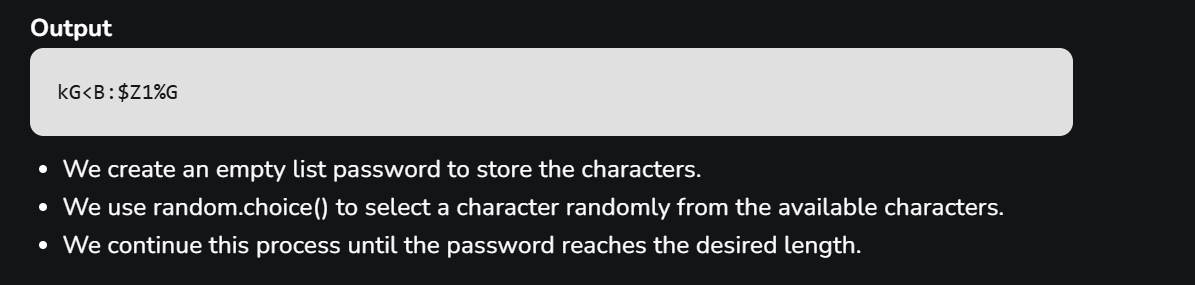 Output
kG<B:$Z1%G
• We create an empty list password to store the characters.
• We use random.choice() to select a character randomly from the available characters.
• We continue this process until the password reaches the desired length.